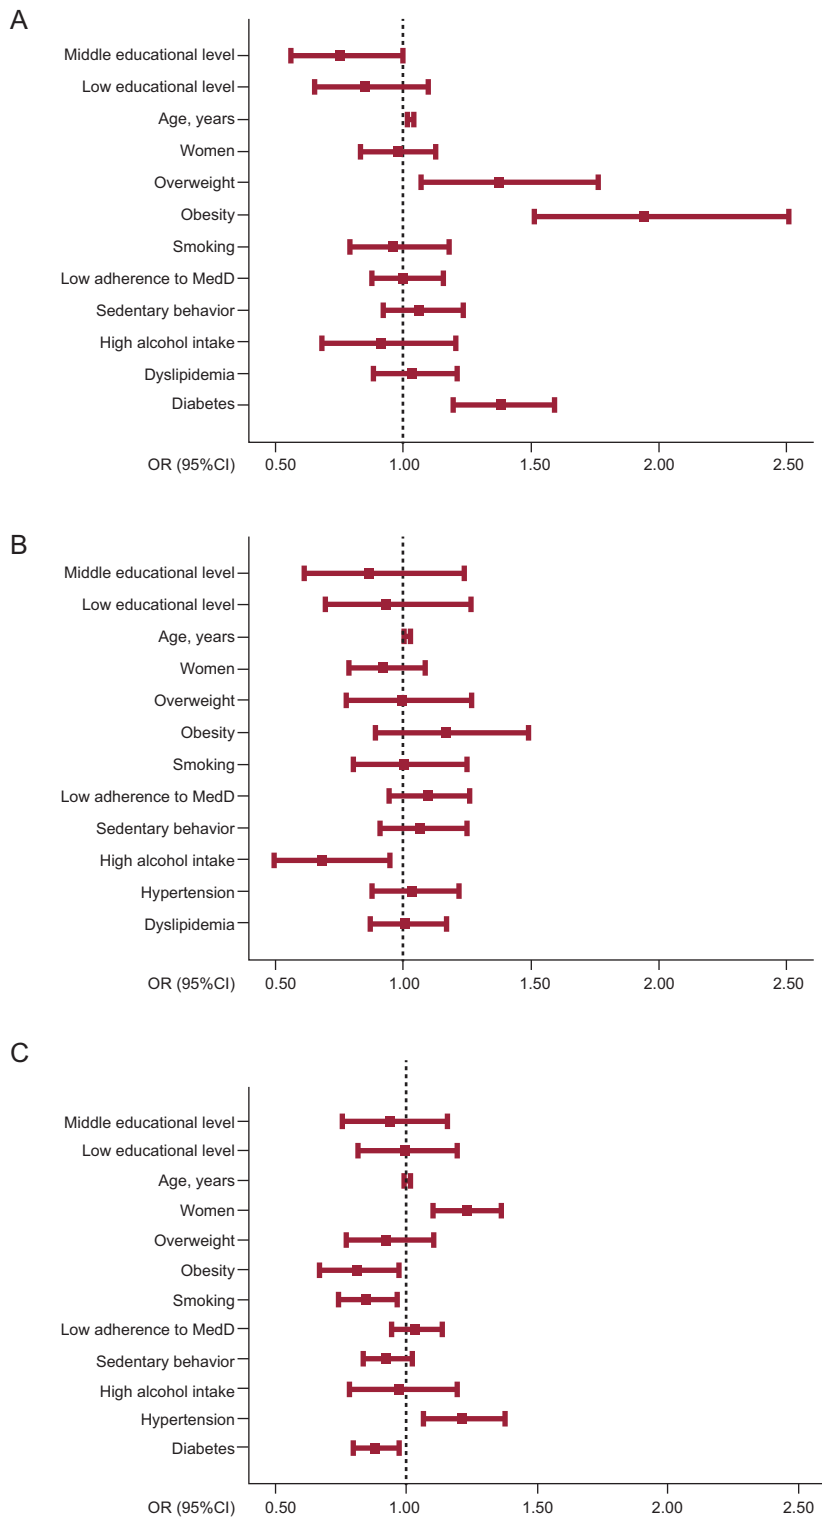 A
Middle educational level
Low educational level
Age, years
Women
Overweight
Obesity
Smoking
Low adherence to MedD
Sedentary behavior
High alcohol intake
Dyslipidemia
Diabetes
OR (95%CI) 0.50 1.00 1.50 2.00 2.50
B
Middle educational level
Low educational level
Age, years
Women
Overweight
Obesity
Smoking
Low adherence to MedD
Sedentary behavior
High alcohol intake
Hypertension
Dyslipidemia
OR (95%CI) 0.50 1.00 1.50 2.00 2.50
C
Middle educational level
Low educational level
Age, years
Women
Overweight
Obesity
Smoking
Low adherence to MedD
Sedentary behavior
High alcohol intake
Hypertension
Diabetes
OR (95%CI) 0.50 1.00 1.50 2.00 2.50